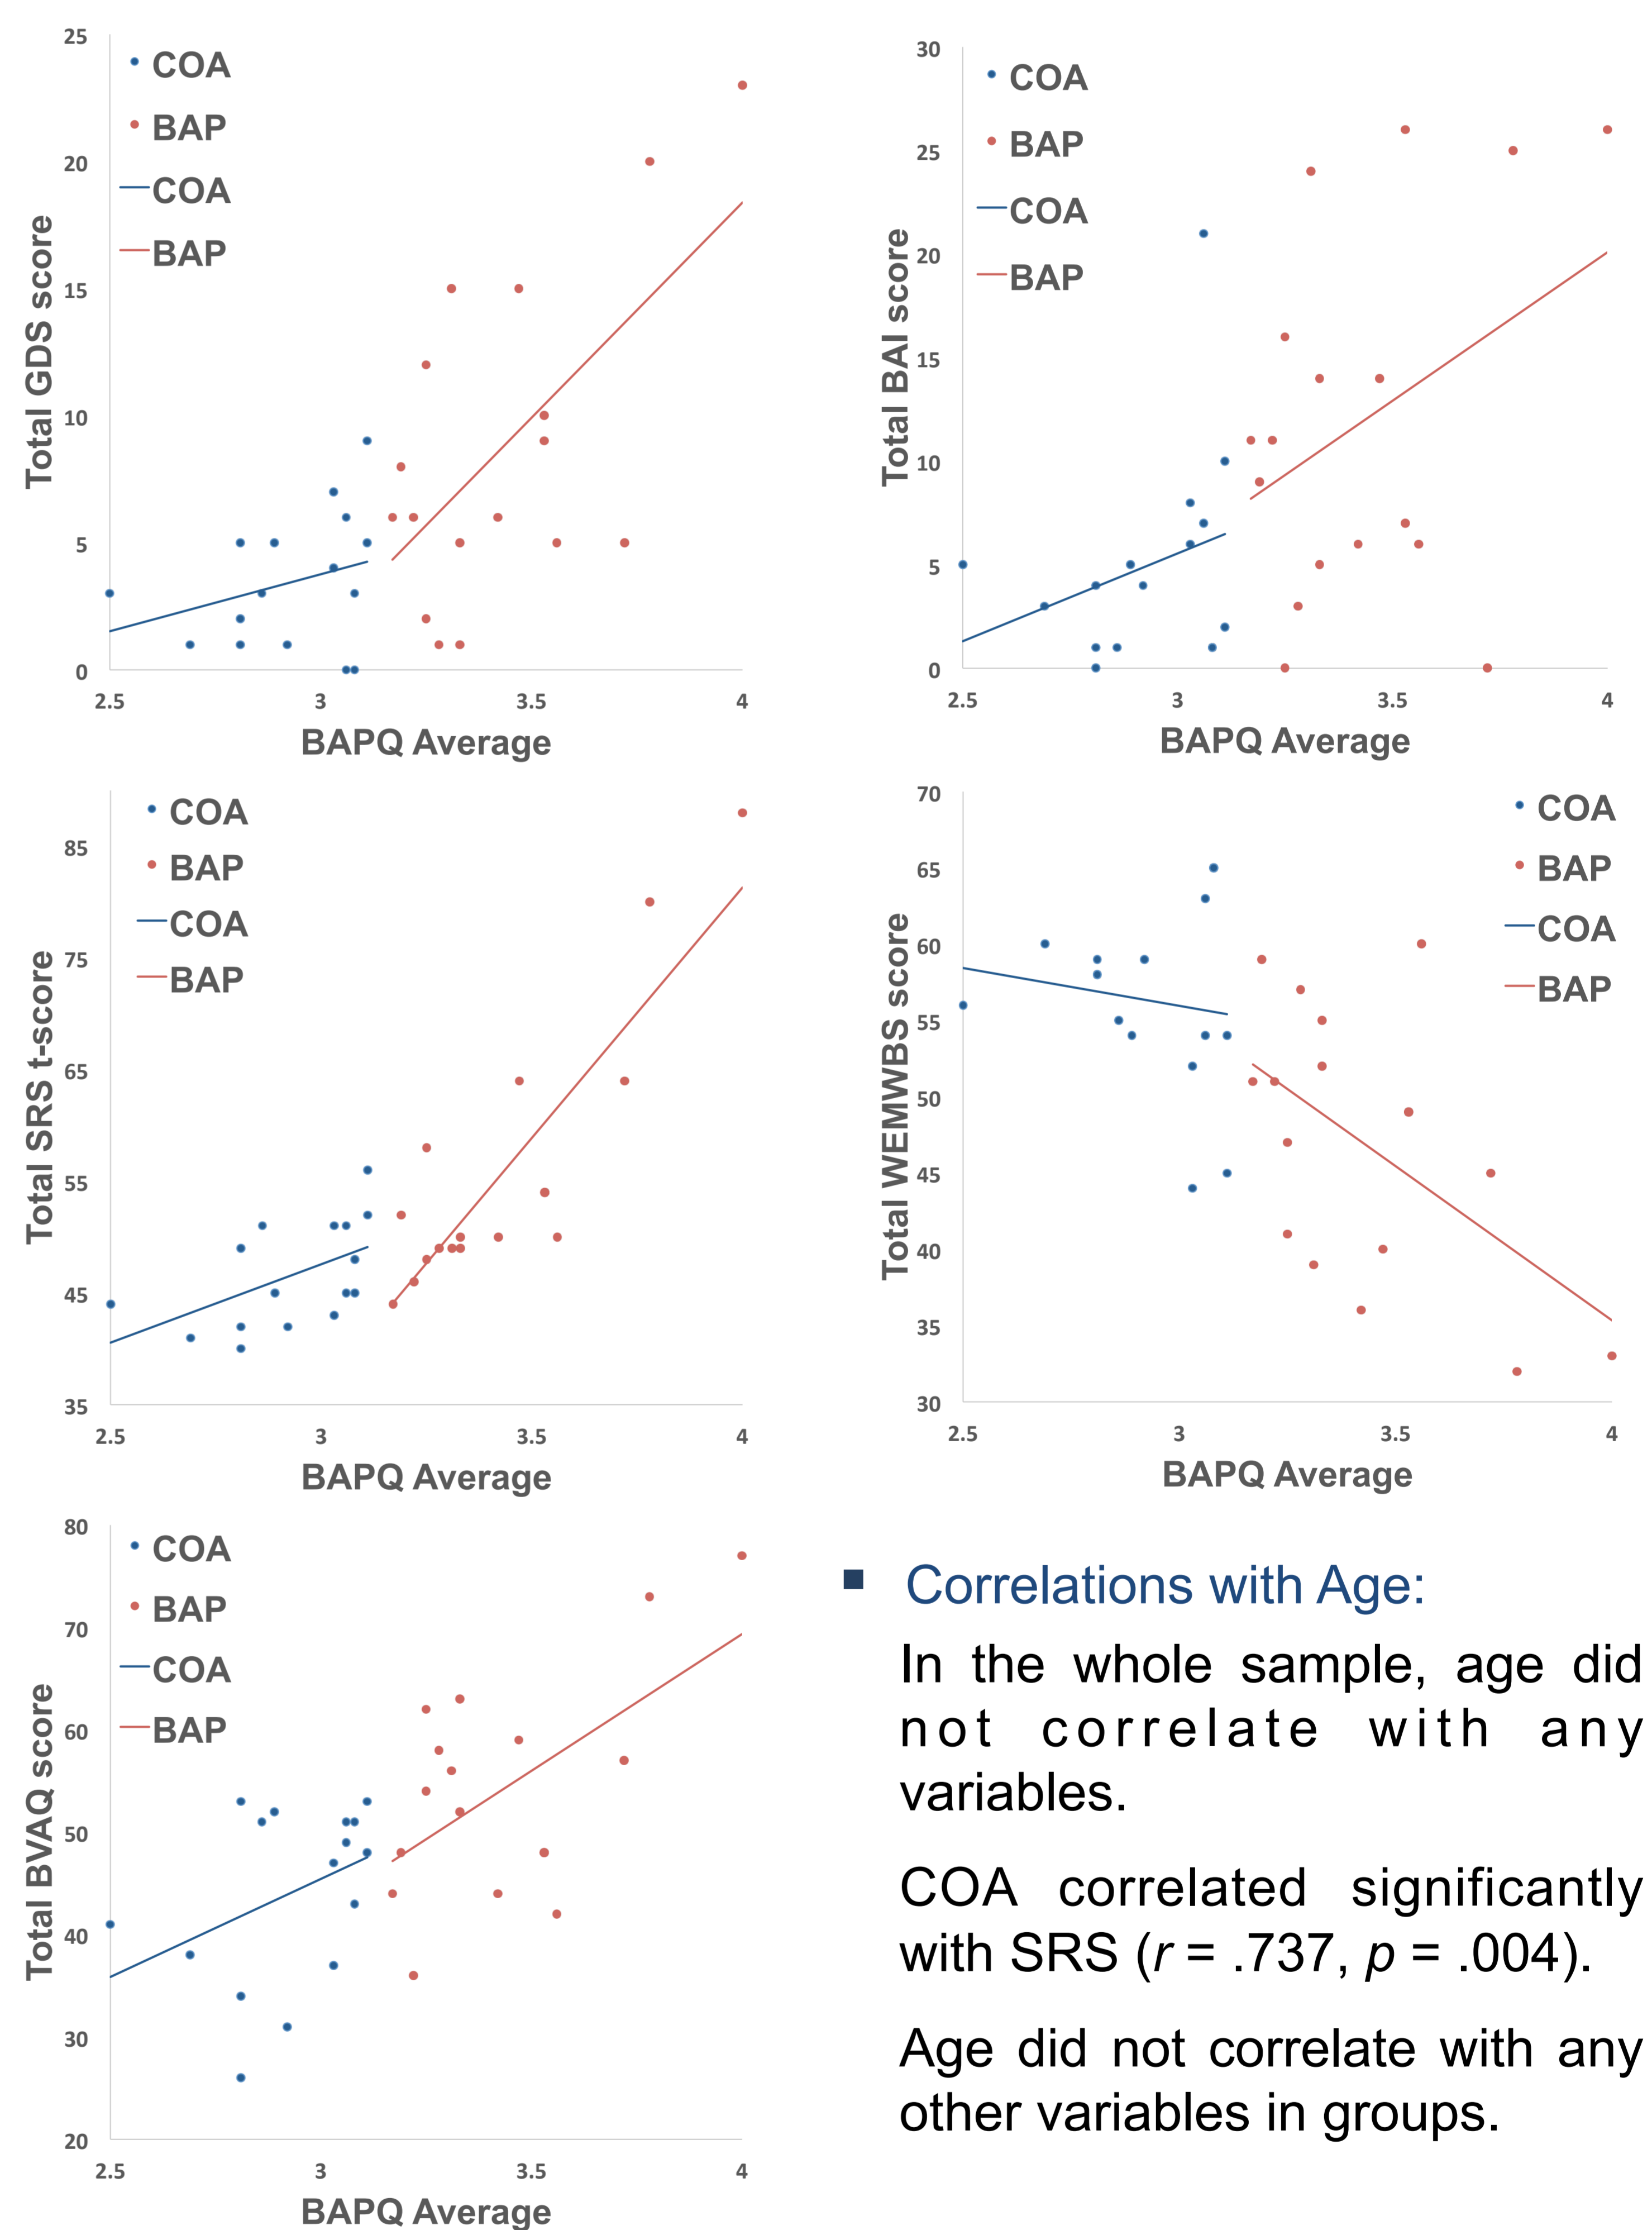 25
20
15
10
5
0
2.5
3
3.5
4
Total GDS score
BAPQ Average
COA
BAP
COA
BAP
30
25
20
15
10
5
0
2.5
3
3.5
4
Total BAI score
BAPQ Average
COA
BAP
COA
BAP
85
75
65
55
45
35
2.5
3
3.5
4
Total SRS t-score
BAPQ Average
COA
BAP
COA
BAP
70
65
60
55
50
45
40
35
30
2.5
3
3.5
4
Total WEMWBS score
BAPQ Average
COA
BAP
COA
BAP
80
70
60
50
40
30
20
2.5
3
3.5
4
Total BVAQ score
BAPQ Average
COA
BAP
COA
BAP
■ Correlations with Age:
In the whole sample, age did
not correlate with any
variables.
COA correlated significantly
with SRS (r = .737, p = .004).
Age did not correlate with any
other variables in groups.